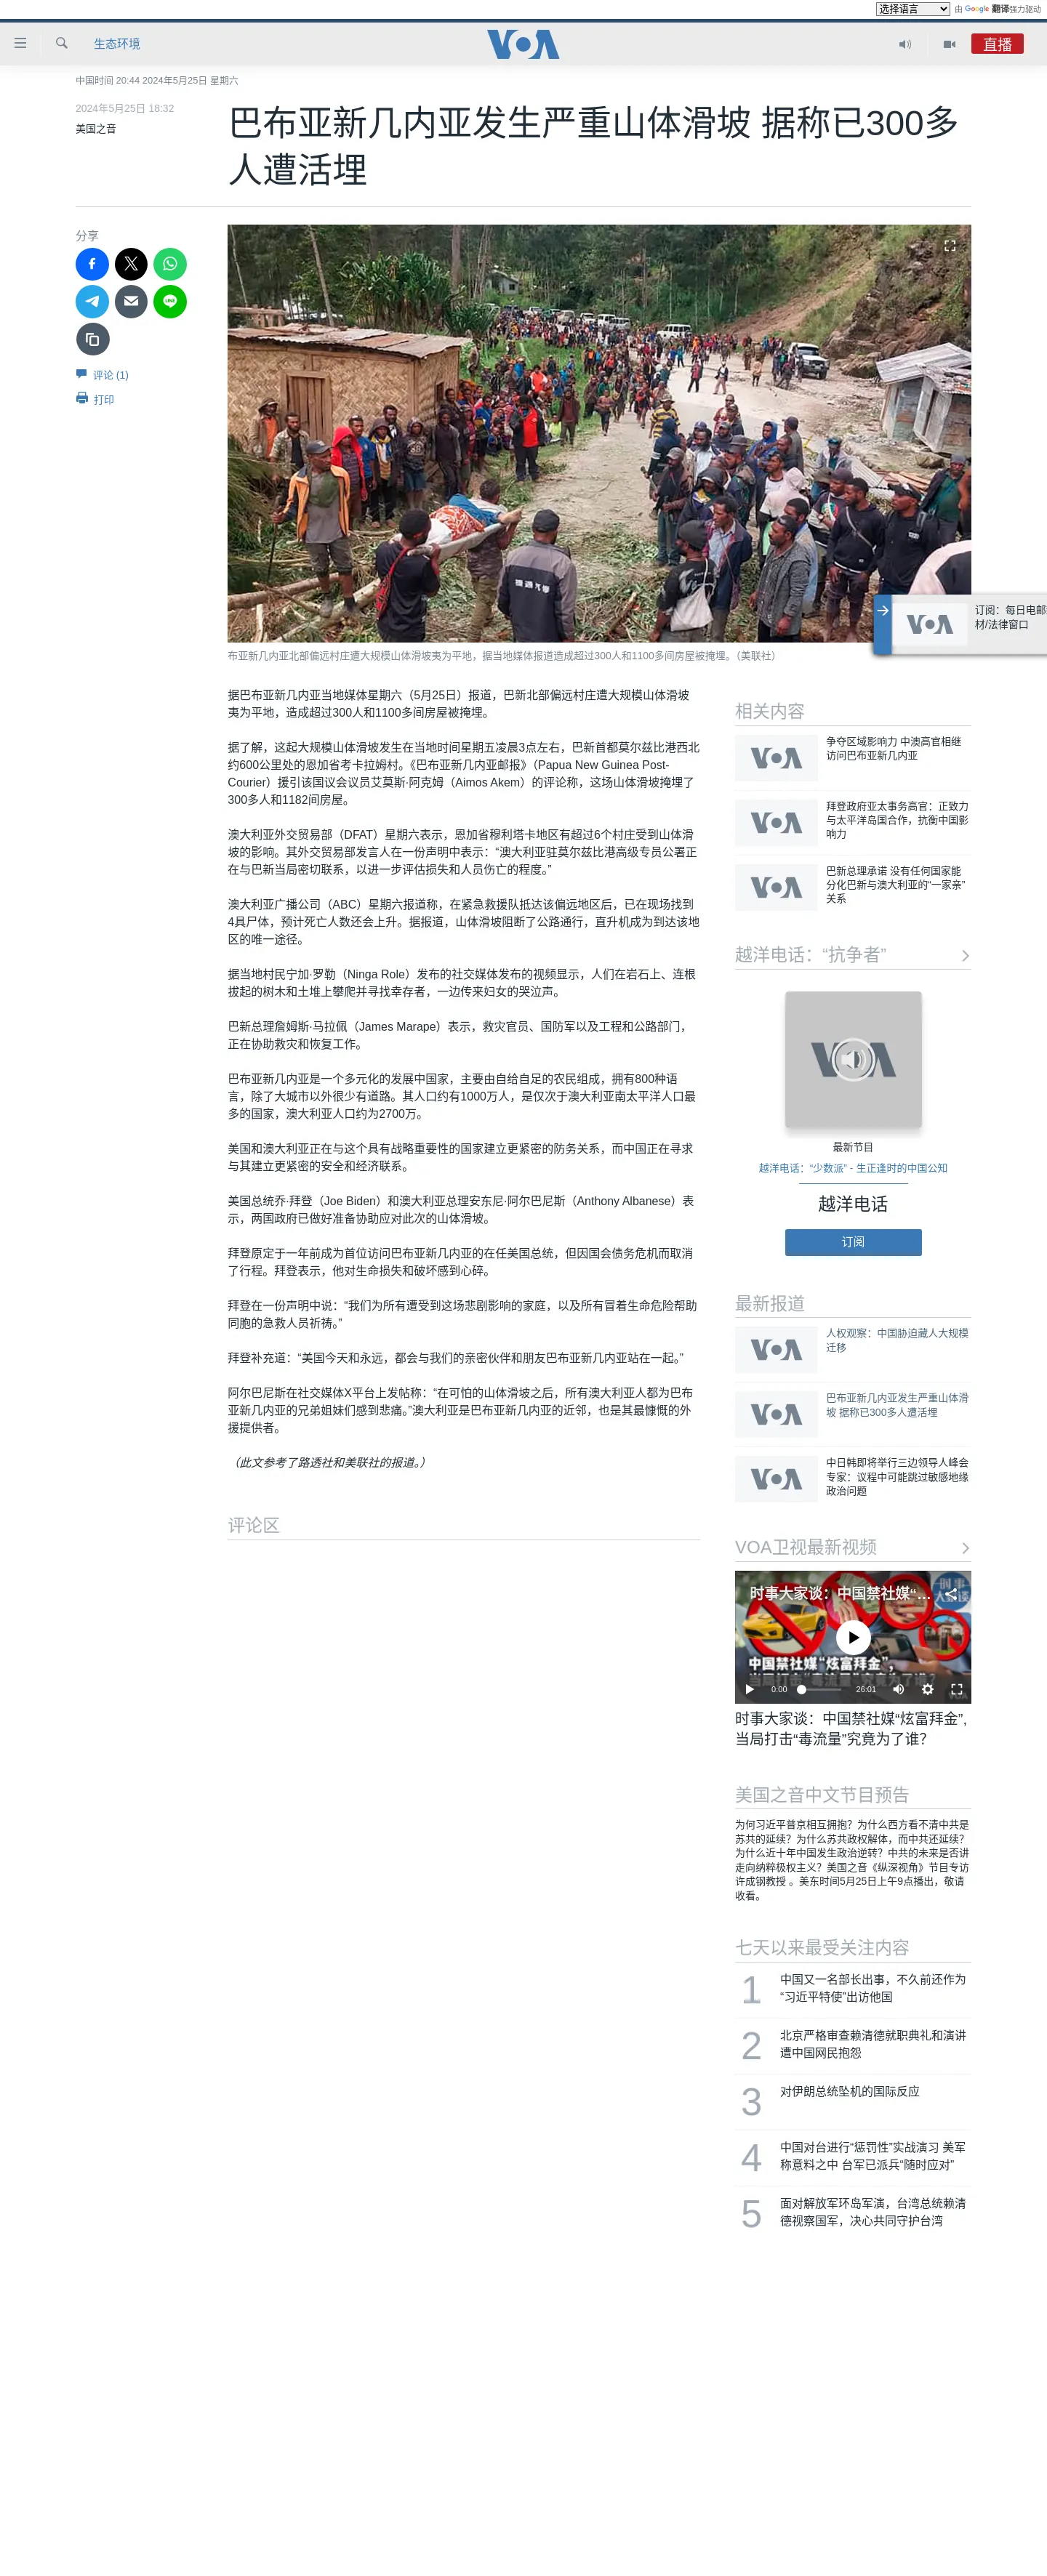 选择语言 由 Google 翻译强力驱动
生态环境
VOA
直播
中国时间 20:44 2024年5月25日 星期六
2024年5月25日 18:32
美国之音
巴布亚新几内亚发生严重山体滑坡 据称已300多
人遭活埋
分享
评论 (1)
打印
订阅：每日电邮
材/法律窗口
VOA
布亚新几内亚北部偏远村庄遭大规模山体滑坡夷为平地，据当地媒体报道造成超过300人和1100多间房屋被掩埋。（美联社）
据巴布亚新几内亚当地媒体星期六（5月25日）报道，巴新北部偏远村庄遭大规模山体滑坡
夷为平地，造成超过300人和1100多间房屋被掩埋。
据了解，这起大规模山体滑坡发生在当地时间星期五凌晨3点左右，巴新首都莫尔兹比港西北
约600公里处的恩加省考卡拉姆村。《巴布亚新几内亚邮报》（Papua New Guinea Post-
Courier）援引该国议会议员艾莫斯·阿克姆（Aimos Akem）的评论称，这场山体滑坡掩埋了
300多人和1182间房屋。
澳大利亚外交贸易部（DFAT）星期六表示，恩加省穆利塔卡地区有超过6个村庄受到山体滑
坡的影响。其外交贸易部发言人在一份声明中表示：“澳大利亚驻莫尔兹比港高级专员公署正
在与巴新当局密切联系，以进一步评估损失和人员伤亡的程度。”
澳大利亚广播公司（ABC）星期六报道称，在紧急救援队抵达该偏远地区后，已在现场找到
4具尸体，预计死亡人数还会上升。据报道，山体滑坡阻断了公路通行，直升机成为到达该地
区的唯一途径。
据当地村民宁加·罗勒（Ninga Role）发布的社交媒体发布的视频显示，人们在岩石上、连根
拔起的树木和土堆上攀爬并寻找幸存者，一边传来妇女的哭泣声。
巴新总理詹姆斯·马拉佩（James Marape）表示，救灾官员、国防军以及工程和公路部门，
正在协助救灾和恢复工作。
巴布亚新几内亚是一个多元化的发展中国家，主要由自给自足的农民组成，拥有800种语
言，除了大城市以外很少有道路。其人口约有1000万人，是仅次于澳大利亚南太平洋人口最
多的国家，澳大利亚人口约为2700万。
美国和澳大利亚正在与这个具有战略重要性的国家建立更紧密的防务关系，而中国正在寻求
与其建立更紧密的安全和经济联系。
美国总统乔·拜登（Joe Biden）和澳大利亚总理安东尼·阿尔巴尼斯（Anthony Albanese）表
示，两国政府已做好准备协助应对此次的山体滑坡。
拜登原定于一年前成为首位访问巴布亚新几内亚的在任美国总统，但因国会债务危机而取消
了行程。拜登表示，他对生命损失和破坏感到心碎。
拜登在一份声明中说：“我们为所有遭受到这场悲剧影响的家庭，以及所有冒着生命危险帮助
同胞的急救人员祈祷。”
拜登补充道：“美国今天和永远，都会与我们的亲密伙伴和朋友巴布亚新几内亚站在一起。”
阿尔巴尼斯在社交媒体X平台上发帖称：“在可怕的山体滑坡之后，所有澳大利亚人都为巴布
亚新几内亚的兄弟姐妹们感到悲痛。”澳大利亚是巴布亚新几内亚的近邻，也是其最慷慨的外
援提供者。
（此文参考了路透社和美联社的报道。）
评论区
相关内容
VOA
争夺区域影响力 中澳高官相继
访问巴布亚新几内亚
VOA
拜登政府亚太事务高官：正致力
与太平洋岛国合作，抗衡中国影
响力
VOA
巴新总理承诺 没有任何国家能
分化巴新与澳大利亚的“一家亲”
关系
越洋电话：“抗争者”
VOA
最新节目
越洋电话：“少数派” - 生正逢时的中国公知
越洋电话
订阅
最新报道
VOA
人权观察：中国胁迫藏人大规模
迁移
VOA
巴布亚新几内亚发生严重山体滑
坡 据称已300多人遭活埋
VOA
中日韩即将举行三边领导人峰会
专家：议程中可能跳过敏感地缘
政治问题
VOA卫视最新视频
时事大家谈：中国禁社媒“...
中国禁社媒“炫富拜金”，
0:00 26:01
时事大家谈：中国禁社媒“炫富拜金”,
当局打击“毒流量”究竟为了谁？
美国之音中文节目预告
为何习近平普京相互拥抱？为什么西方看不清中共是
苏共的延续？为什么苏共政权解体，而中共还延续？
为什么近十年中国发生政治逆转？中共的未来是否讲
走向纳粹极权主义？美国之音《纵深视角》节目专访
许成钢教授 。美东时间5月25日上午9点播出，敬请
收看。
七天以来最受关注内容
1 中国又一名部长出事，不久前还作为
“习近平特使”出访他国
2 北京严格审查赖清德就职典礼和演讲
遭中国网民抱怨
3 对伊朗总统坠机的国际反应
4 中国对台进行“惩罚性”实战演习 美军
称意料之中 台军已派兵“随时应对”
5 面对解放军环岛军演，台湾总统赖清
德视察国军，决心共同守护台湾